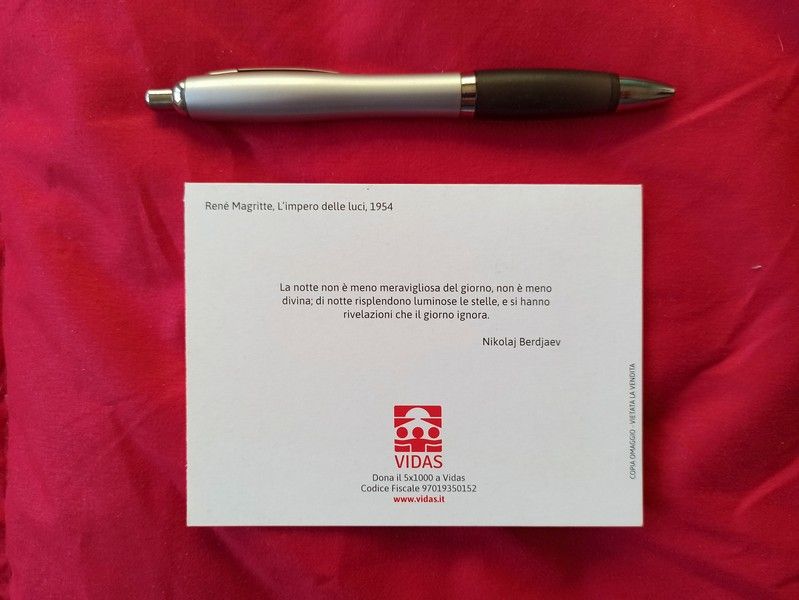 René Magritte, L'impero delle luci, 1954
La notte non è meno meravigliosa del giorno, non è meno
divina; di notte risplendono luminose le stelle, e si hanno
rivelazioni che il giorno ignora.
Nikolaj Berdjaev
COPIA OMAGGIO - VIETATA LA VENDITA
VIDAS
Dona il 5x1000 a Vidas
Codice Fiscale 97019350152
www.vidas.it